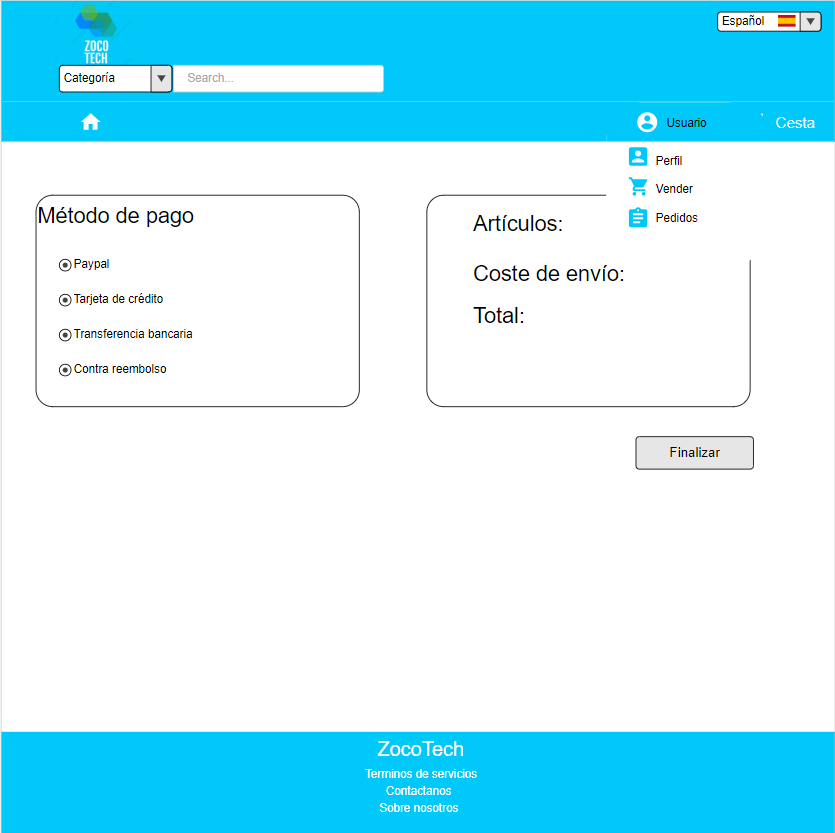 ZOCO
TECH
Español
Categoría
Search...
Usuario
Cesta
Perfil
Vender
Pedidos
Método de pago
Paypal
Tarjeta de crédito
Transferencia bancaria
Contra reembolso
Artículos:
Coste de envío:
Total:
Finalizar
ZocoTech
Terminos de servicios
Contactanos
Sobre nosotros